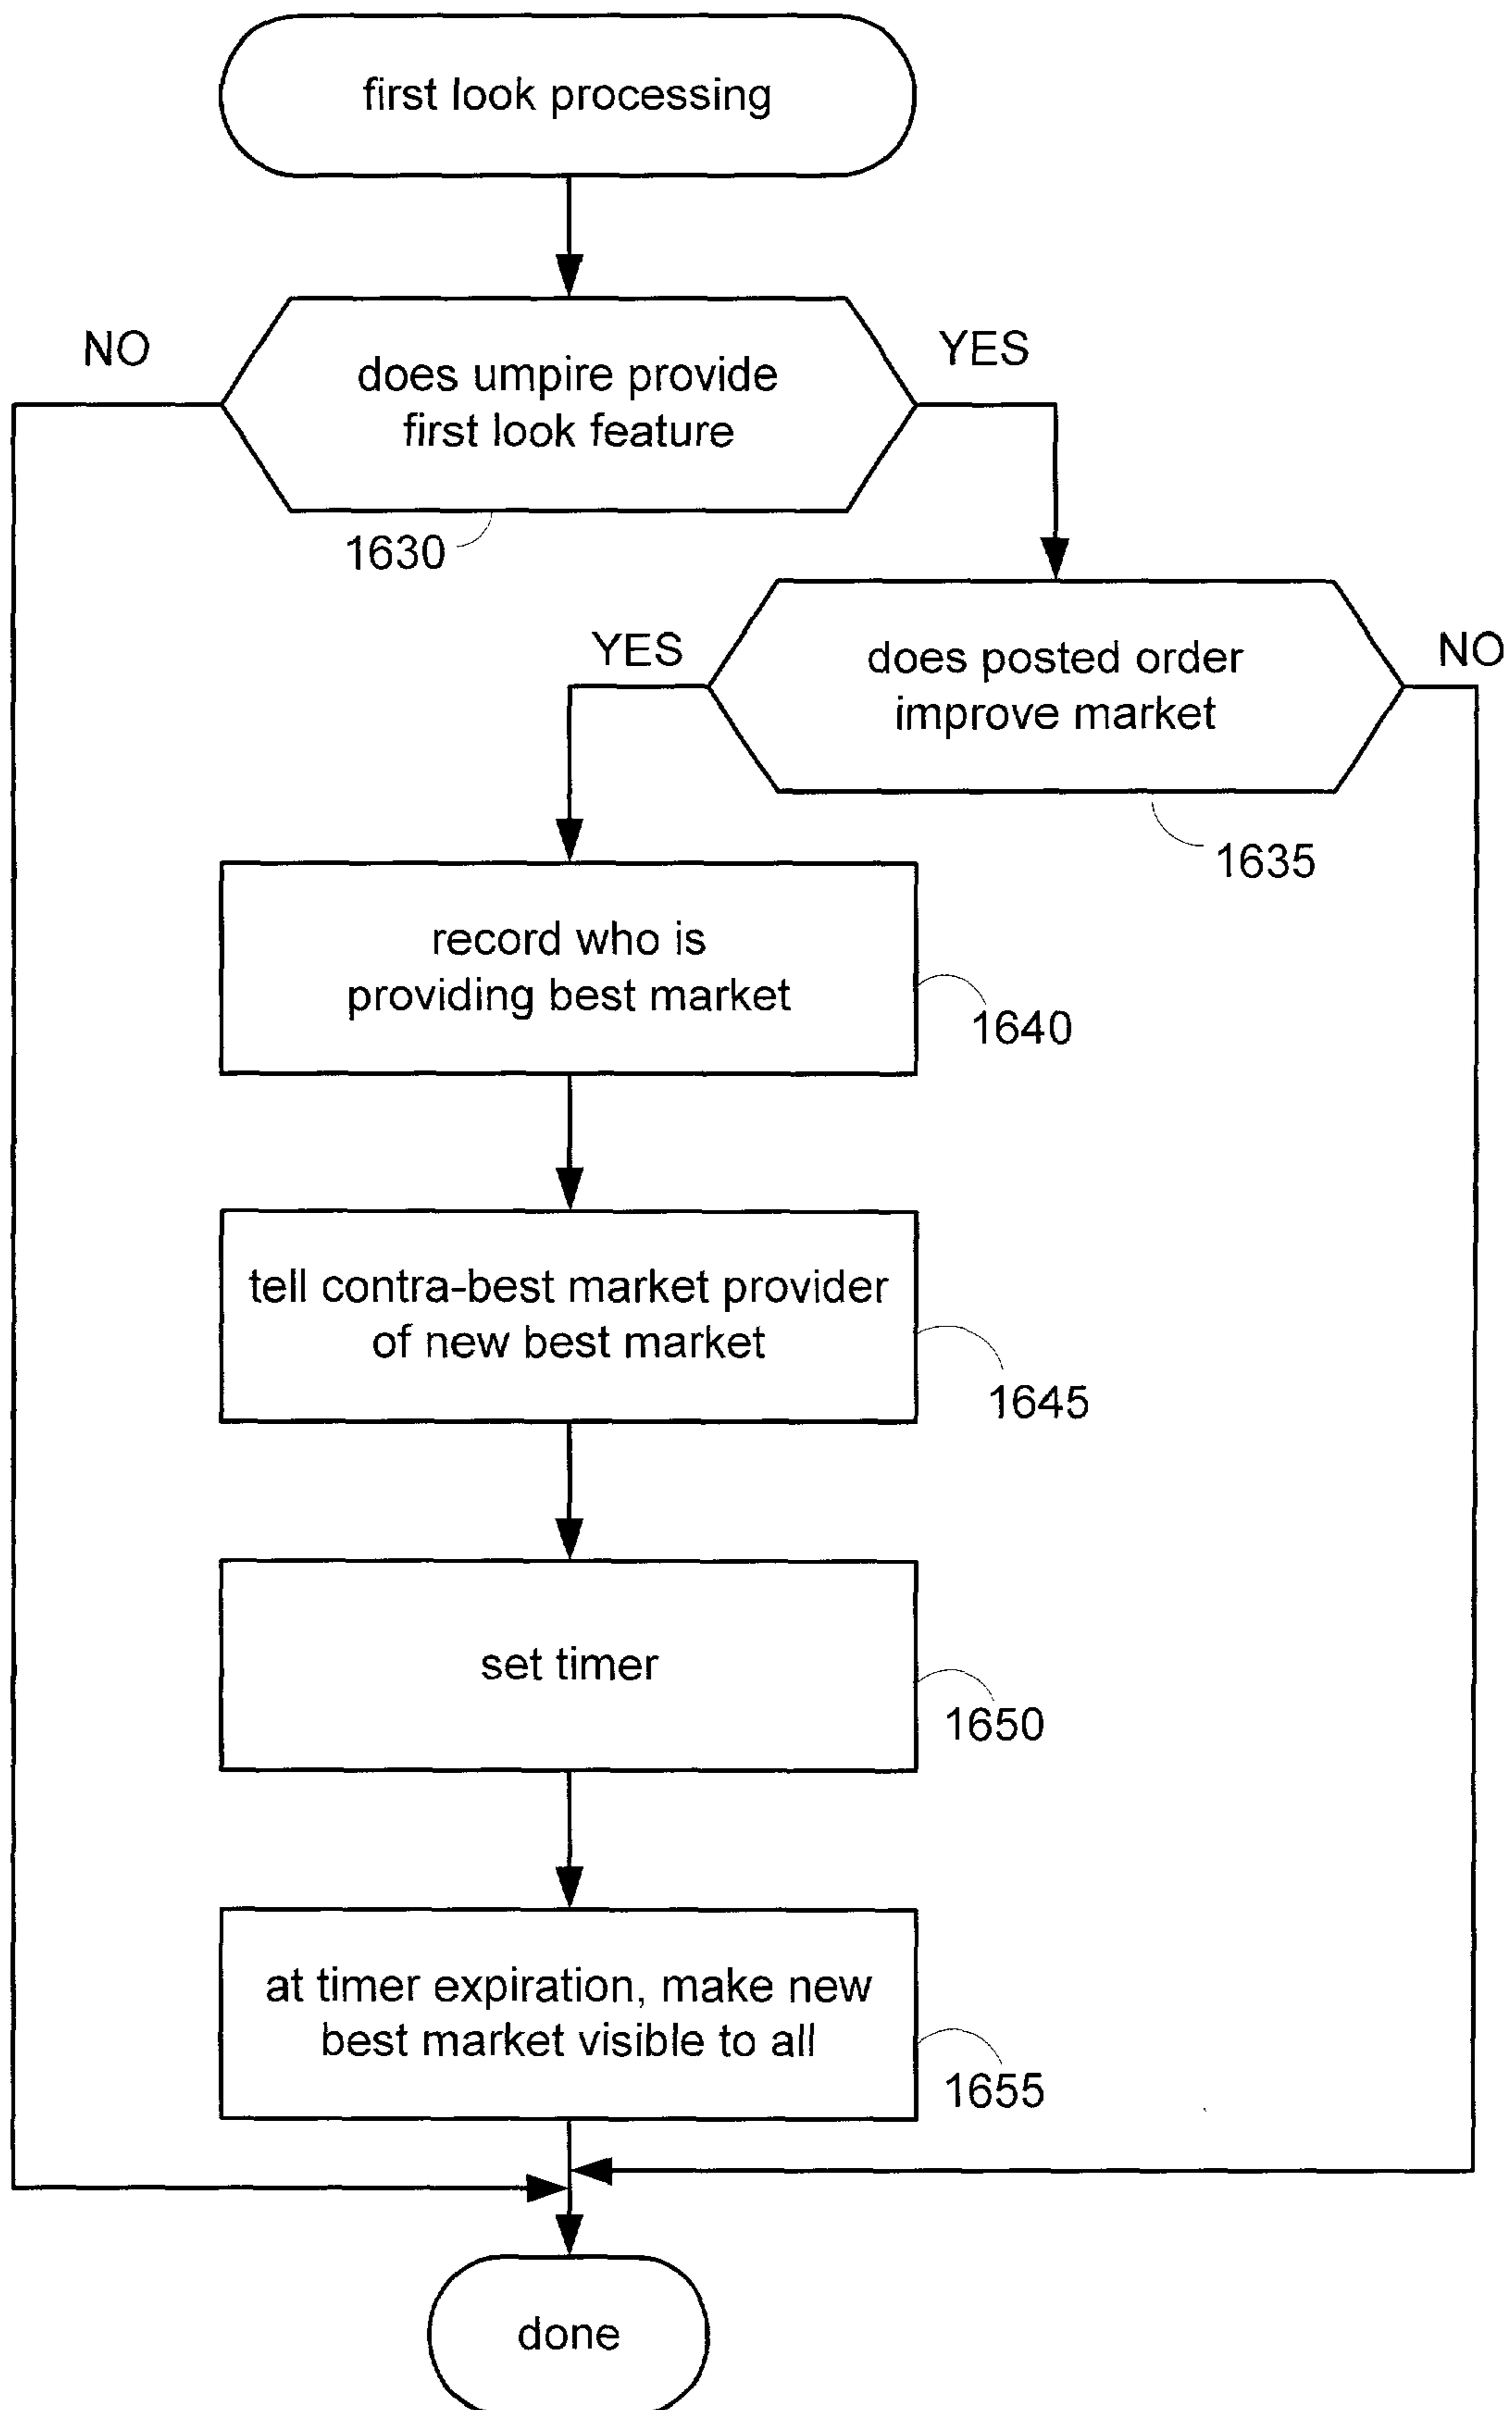 first look processing
NO
YES
does umpire provide
first look feature
1630
YES
NO
does posted order
improve market
1635
record who is
providing best market
1640
tell contra-best market provider
of new best market
1645
set timer
1650
at timer expiration, make new
best market visible to all
1655
done